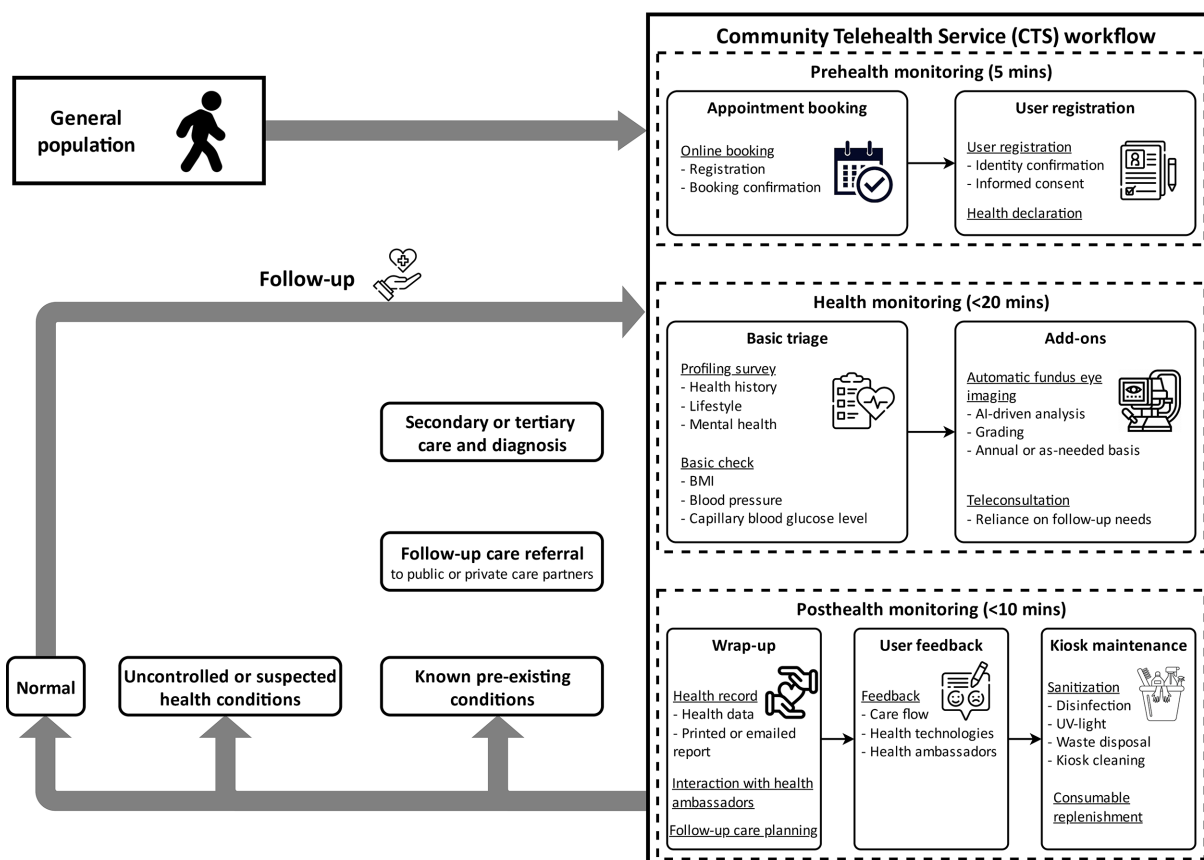 Community Telehealth Service (CTS) workflow
Prehealth monitoring (5 mins)
General
population
Appointment booking
Online booking
- Registration
- Booking confirmation
User registration
User registration
- Identity confirmation
- Informed consent
Health declaration
Follow-up
Health monitoring (<20 mins)
Basic triage
Profiling survey
- Health history
- Lifestyle
- Mental health
Basic check
- BMI
- Blood pressure
- Capillary blood glucose level
Add-ons
Automatic fundus eye
imaging
- AI-driven analysis
- Grading
- Annual or as-needed basis
Teleconsultation
- Reliance on follow-up needs
Secondary or tertiary
care and diagnosis
Follow-up care referral
to public or private care partners
Normal
Uncontrolled or suspected
health conditions
Known pre-existing
conditions
Posthealth monitoring (<10 mins)
Wrap-up
Health record
- Health data
- Printed or emailed
report
Interaction with health
ambassadors
Follow-up care planning
User feedback
Feedback
- Care flow
- Health technologies
- Health ambassadors
Kiosk maintenance
Sanitization
- Disinfection
- UV-light
- Waste disposal
- Kiosk cleaning
Consumable
replenishment